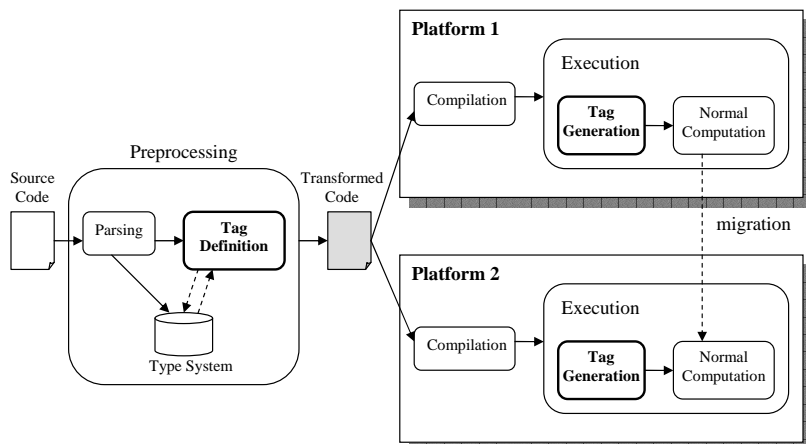 Source
Code
Preprocessing
Parsing
Tag
Definition
Type System
Transformed
Code
Platform 1
Compilation
Execution
Tag
Generation
Normal
Computation
migration
Platform 2
Compilation
Execution
Tag
Generation
Normal
Computation